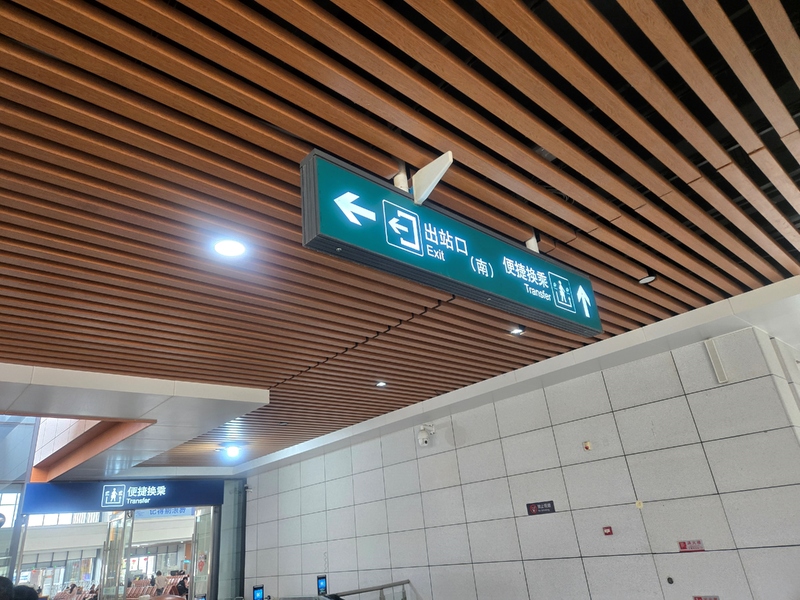 出站口
Exit
(南)
便捷换乘
Transfer
便捷换乘
Transfer